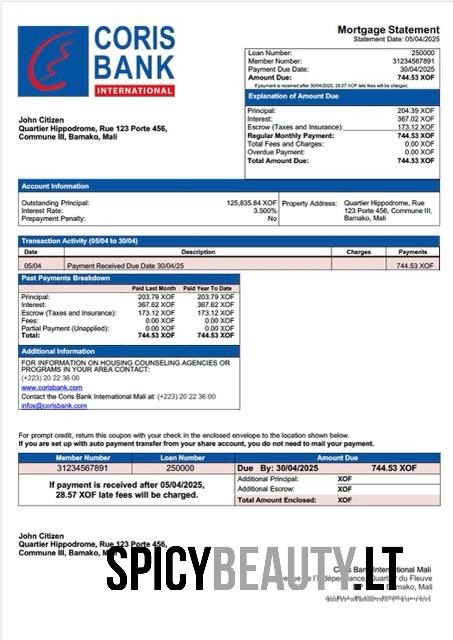 CORIS
BANK
INTERNATIONAL
Mortgage Statement
Statement Date: 05/04/2025
Loan Number: 250000
Member Number: 31234567891
Payment Due Date: 30/04/2025
Amount Due: 744.53 XOF
If payment is received after 30/04/2025, 28.57 XOF late fees will be charged.
John Citizen
Quartier Hippodrome, Rue 123 Porte 456,
Commune III, Bamako, Mali
Explanation of Amount Due
Principal: 204.39 XOF
Interest: 367.02 XOF
Escrow (Taxes and Insurance): 173.12 XOF
Regular Monthly Payment: 744.53 XOF
Total Fees and Charges: 0.00 XOF
Overdue Payment: 0.00 XOF
Total Amount Due: 744.53 XOF
Account Information
Outstanding Principal: 125,835.84 XOF
Interest Rate: 3.500%
Prepayment Penalty: No
Property Address: Quartier Hippodrome, Rue
123 Porte 456, Commune III,
Bamako, Mali
Transaction Activity (05/04 to 30/04)
Date Description Charges Payments
05/04 Payment Received Due Date 30/04/25 744.53 XOF
Past Payments Breakdown
Paid Last Month Paid Year To Date
Principal: 203.79 XOF 203.79 XOF
Interest: 367.62 XOF 367.62 XOF
Escrow (Taxes and Insurance): 173.12 XOF 173.12 XOF
Fees: 0.00 XOF 0.00 XOF
Partial Payment (Unapplied): 0.00 XOF 0.00 XOF
Total: 744.53 XOF 744.53 XOF
Additional Information
FOR INFORMATION ON HOUSING COUNSELING AGENCIES OR
PROGRAMS IN YOUR AREA CONTACT:
(+223) 20 22 36 00
www.corisbank.com
Contact the Coris Bank International Mali at: (+223) 20 22 36 00
infos@corisbank.com
For prompt credit, return this coupon with your check in the enclosed envelope to the location shown below.
If you are set up with auto payment transfer from your share account, you do not need to mail your payment.
Member Number Loan Number Amount Due
31234567891 250000 Due By: 30/04/2025 744.53 XOF
If payment is received after 05/04/2025,
28.57 XOF late fees will be charged.
Additional Principal: XOF
Additional Escrow: XOF
Total Amount Enclosed: XOF
John Citizen
Quartier Hippodrome, Rue 123 Porte 456,
Commune III, Bamako, Mali
SPICYBEAUTY.LT
Coris Bank International Mali
Avenue de l'Indépendance, Quartier du Fleuve
Bamako, Mali